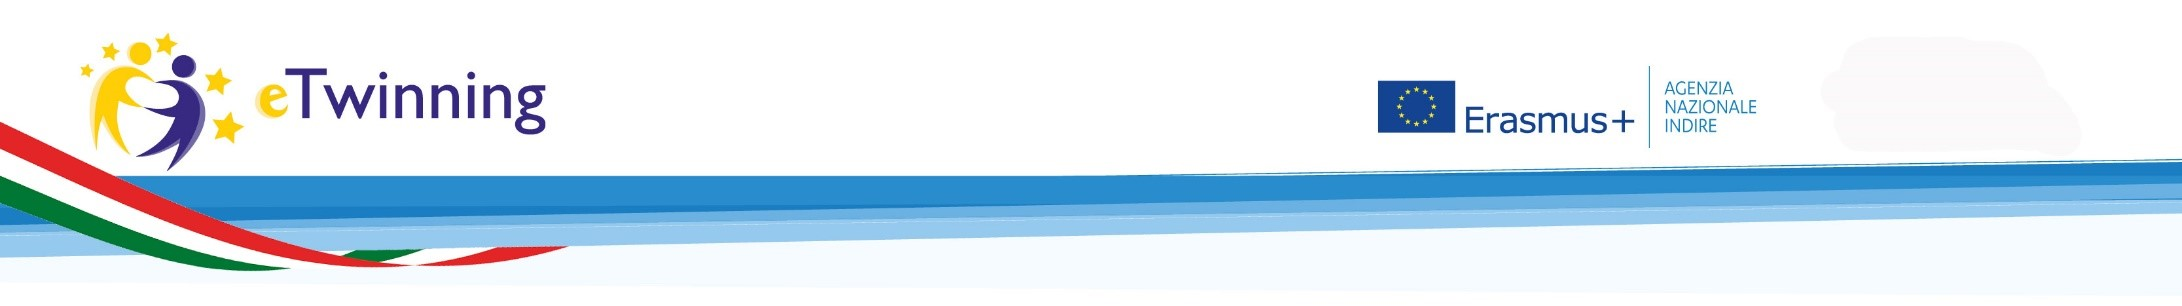 eTwinning
Erasmus+
AGENZIA
NAZIONALE
INDIRE